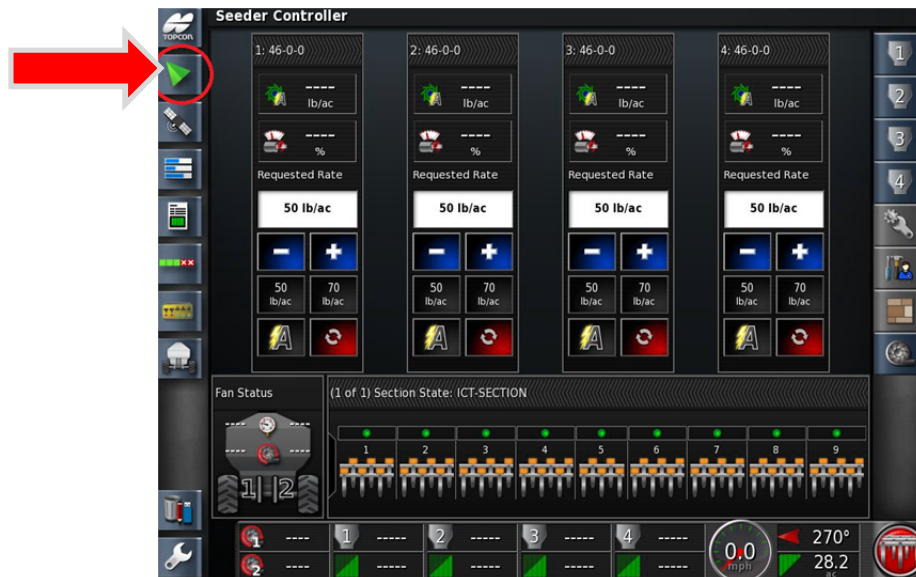 TOPCON
Seeder Controller
1: 46-0-0
2: 46-0-0
3: 46-0-0
4: 46-0-0
----
----
----
----
lb/ac
lb/ac
lb/ac
lb/ac
----
----
----
----
%
%
%
%
Requested Rate
Requested Rate
Requested Rate
Requested Rate
50 lb/ac
50 lb/ac
50 lb/ac
50 lb/ac
50 70
50 70
50 70
50 70
lb/ac lb/ac
lb/ac lb/ac
lb/ac lb/ac
lb/ac lb/ac
A
A
A
A
1
2
3
4
Fan Status
(1 of 1) Section State: ICT-SECTION
---- ----
---- ----
1 2
1 2 3 4 5 6 7 8 9
1 ---- 1 ----- 2 ----- 3 ----- 4 -----
2 ---- ----- ----- ----- -----
0.0
mph
270°
28.2
ac